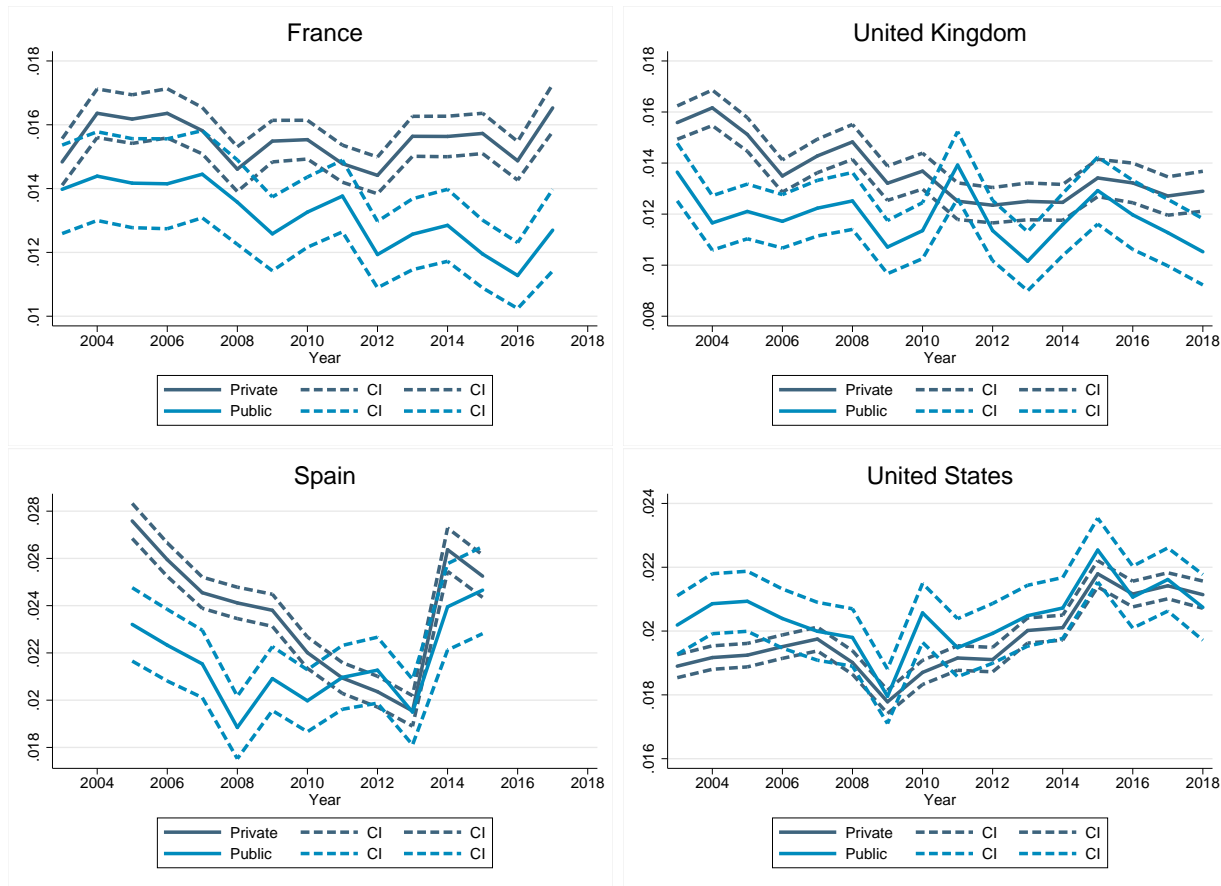 France
.018
.016
.014
.012
.01
2004 2006 2008 2010 2012 2014 2016 2018
Year
Private CI CI
Public CI CI
United Kingdom
.018
.016
.014
.012
.01
.008
2004 2006 2008 2010 2012 2014 2016 2018
Year
Private CI CI
Public CI CI
Spain
.028
.026
.024
.022
.02
.018
2004 2006 2008 2010 2012 2014 2016 2018
Year
Private CI CI
Public CI CI
United States
.024
.022
.02
.018
.016
2004 2006 2008 2010 2012 2014 2016 2018
Year
Private CI CI
Public CI CI